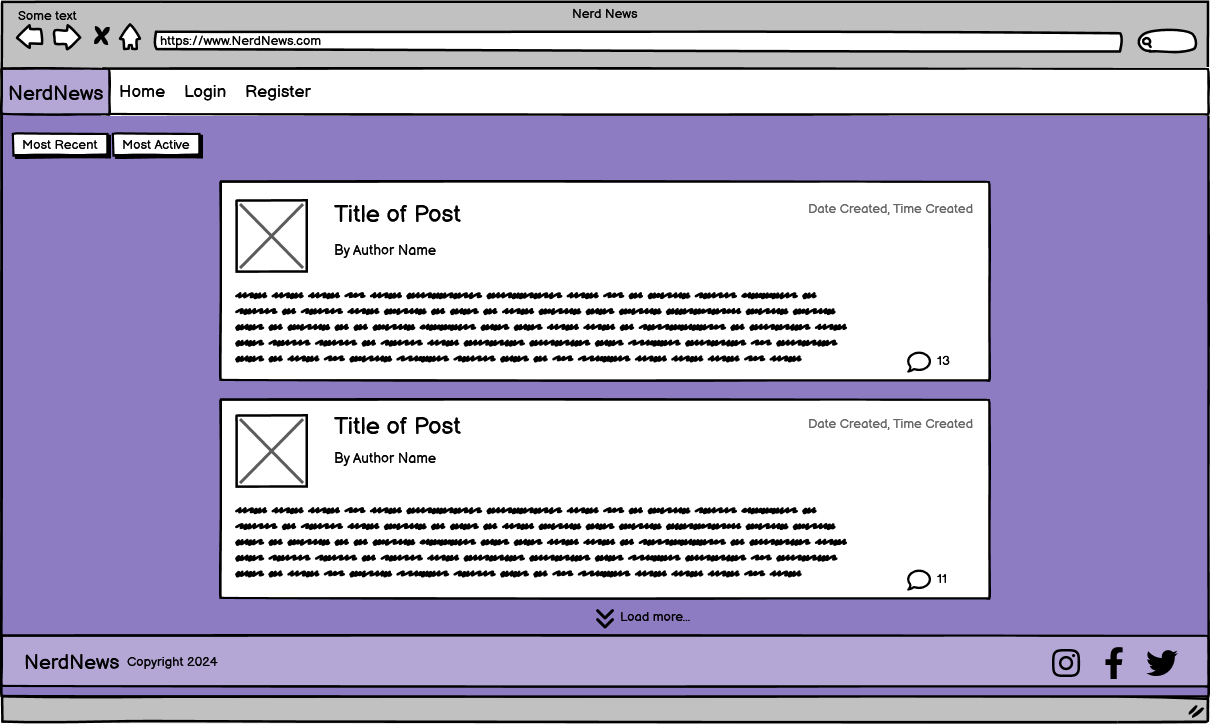 Some text
Nerd News
https://www.NerdNews.com
NerdNews Home Login Register
Most Recent Most Active
Title of Post
Date Created, Time Created
By Author Name
13
Title of Post
Date Created, Time Created
By Author Name
11
Load more...
NerdNews Copyright 2024